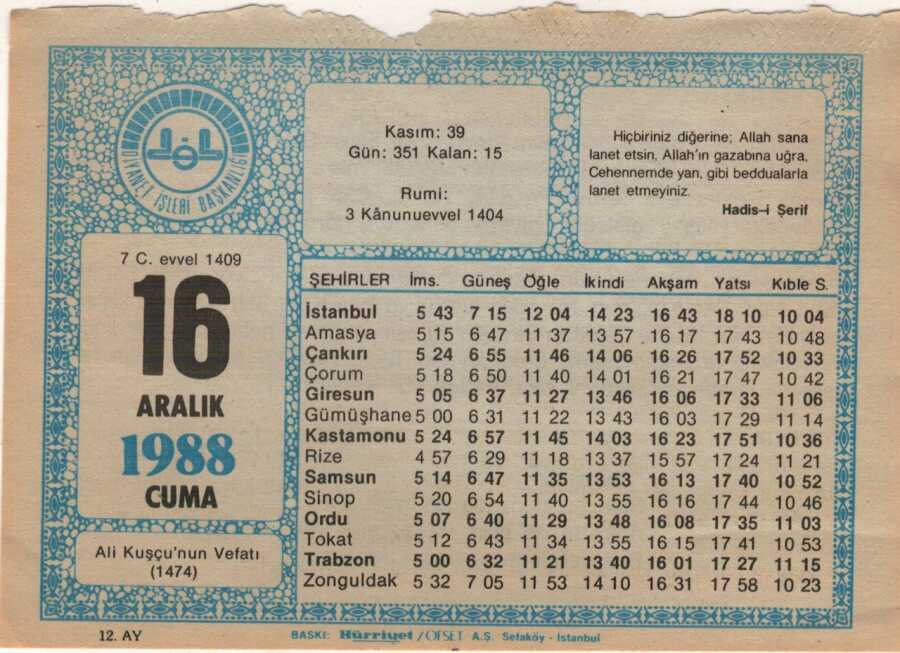 DİYANET İŞLERİ BAŞKANLIĞI
Kasım: 39
Gün: 351 Kalan: 15
Rumi:
3 Kânunuevvel 1404
Hiçbiriniz diğerine; Allah sana
lanet etsin, Allah'ın gazabına uğra,
Cehennemde yan, gibi beddualarla
lanet etmeyiniz.
Hadis-i Şerif
7 C. evvel 1409
16
ARALIK
1988
CUMA
Ali Kuşçu'nun Vefatı
(1474)
ŞEHİRLER İms. Güneş Öğle İkindi Akşam Yatsı Kıble S.
İstanbul 5 43 7 15 12 04 14 23 16 43 18 10 10 04
Amasya 5 15 6 47 11 37 13 57 16 17 17 43 10 48
Çankırı 5 24 6 55 11 46 14 06 16 26 17 52 10 33
Çorum 5 18 6 50 11 40 14 01 16 21 17 47 10 42
Giresun 5 05 6 37 11 27 13 46 16 06 17 33 11 06
Gümüşhane 5 00 6 31 11 22 13 43 16 03 17 29 11 14
Kastamonu 5 24 6 57 11 45 14 03 16 23 17 51 10 36
Rize 4 57 6 29 11 18 13 37 15 57 17 24 11 21
Samsun 5 14 6 47 11 35 13 53 16 13 17 40 10 52
Sinop 5 20 6 54 11 40 13 55 16 16 17 44 10 46
Ordu 5 07 6 40 11 29 13 48 16 08 17 35 11 03
Tokat 5 12 6 43 11 34 13 55 16 15 17 41 10 53
Trabzon 5 00 6 32 11 21 13 40 16 01 17 27 11 15
Zonguldak 5 32 7 05 11 53 14 10 16 31 17 58 10 23
12. AY
BASKI: Hürriyet/OFSET A.Ş. Sefaköy - İstanbul